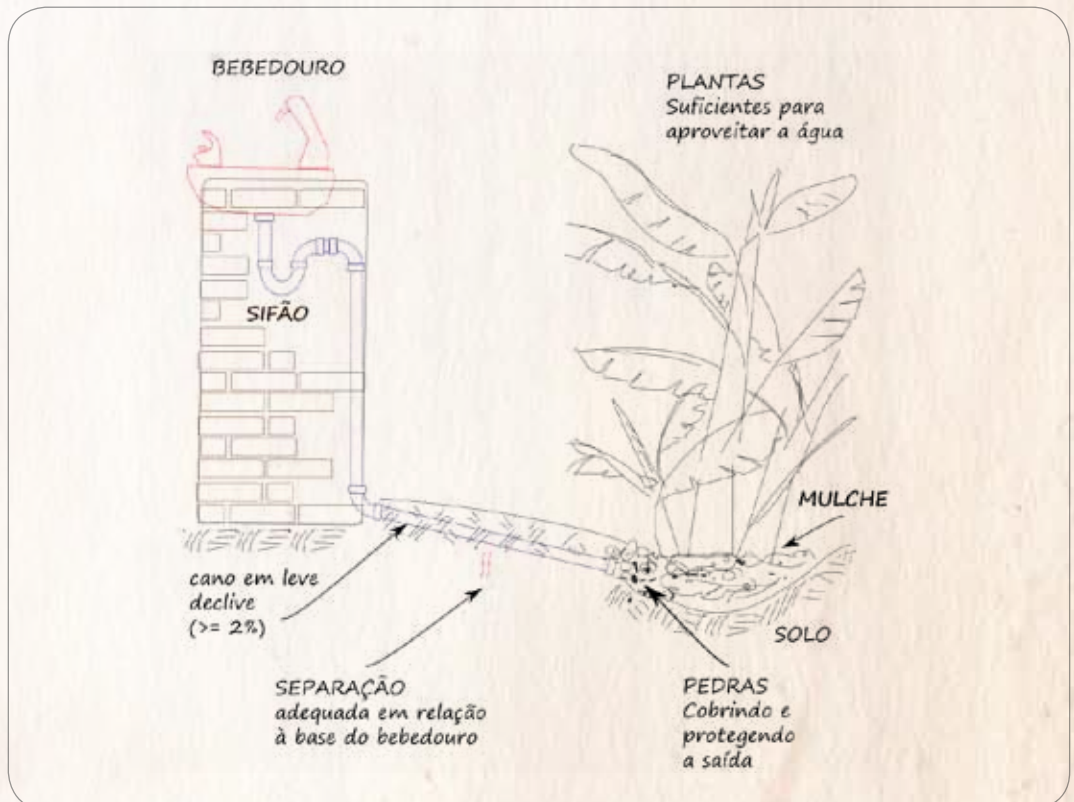 BEBEDOURO
PLANTAS
Suficientes para
aproveitar a água
SIFÃO
MULCHE
cano em leve
declive
(>= 2%)
SOLO
SEPARAÇÃO
adequada em relação
à base do bebedouro
PEDRAS
Cobrindo e
protegendo
a saída